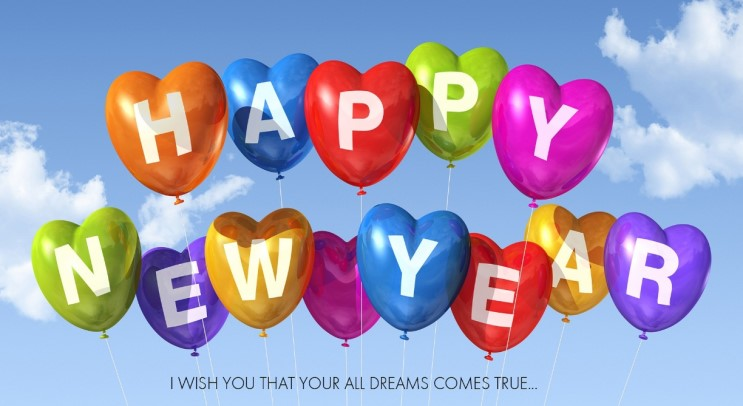 HAPPY
NEW YEAR
I WISH YOU THAT YOUR ALL DREAMS COMES TRUE...